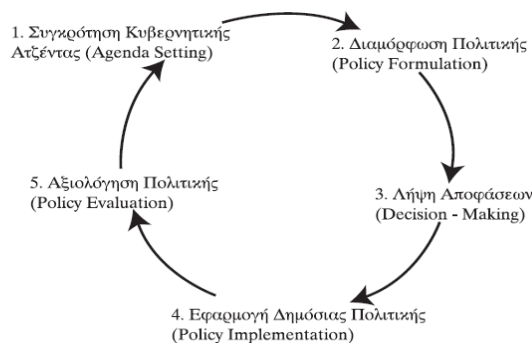 1. Συγκρότηση Κυβερνητικής
Ατζέντας (Agenda Setting)
2. Διαμόρφωση Πολιτικής
(Policy Formulation)
3. Λήψη Αποφάσεων
(Decision - Making)
4. Εφαρμογή Δημόσιας Πολιτικής
(Policy Implementation)
5. Αξιολόγηση Πολιτικής
(Policy Evaluation)